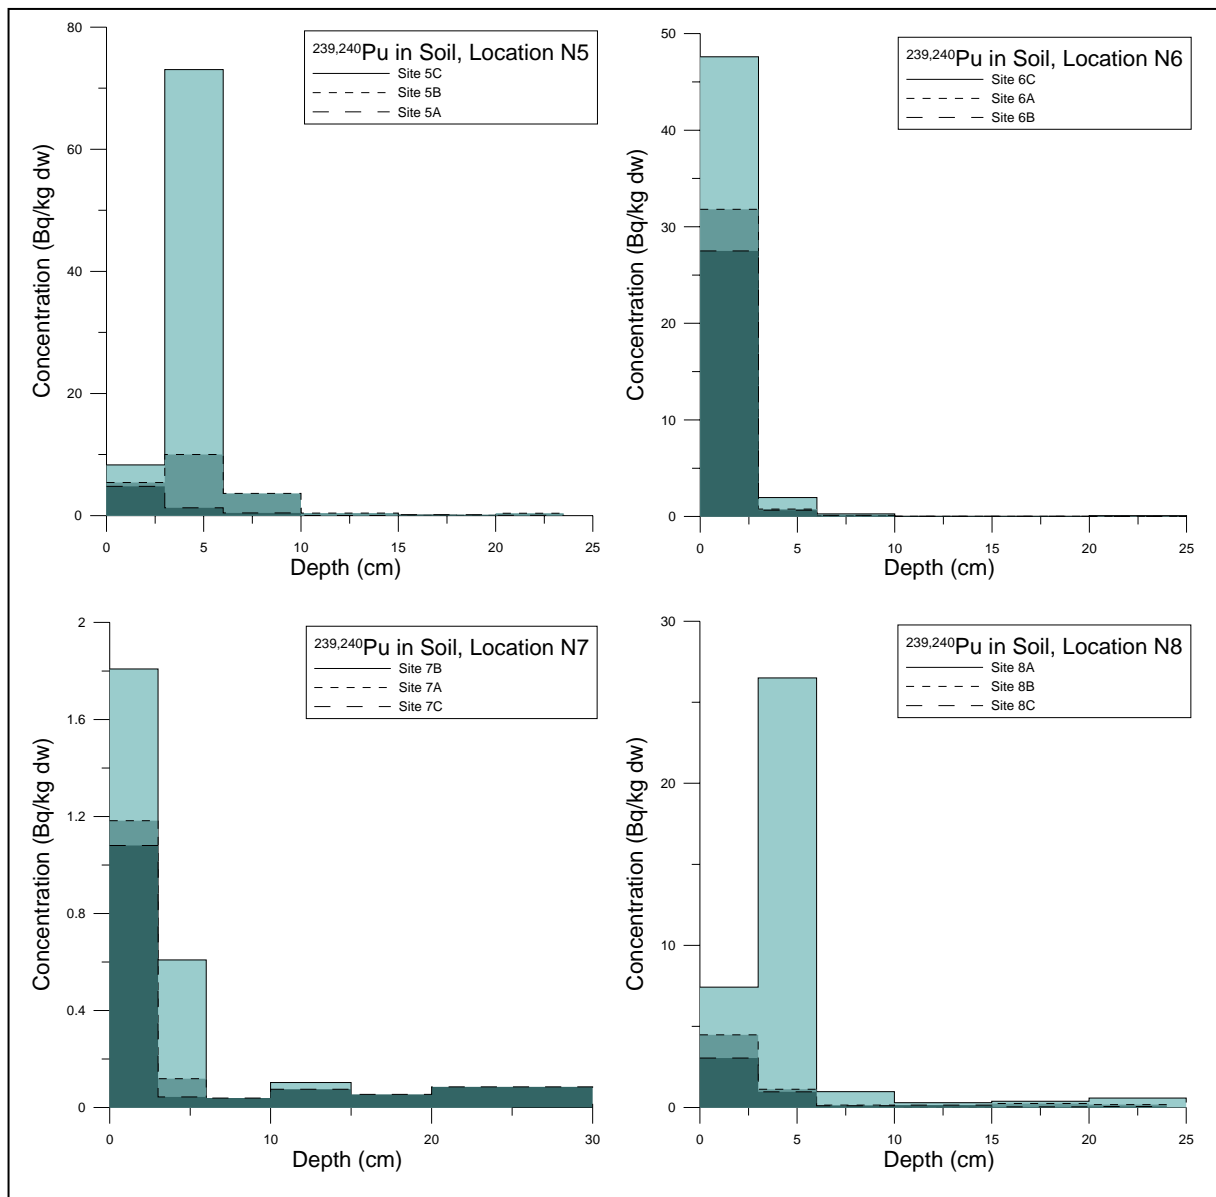 ²³⁹,²⁴⁰Pu in Soil, Location N5
Site 5C
Site 5B
Site 5A
Concentration (Bq/kg dw)
80
60
40
20
0
0 5 10 15 20 25
Depth (cm)
²³⁹,²⁴⁰Pu in Soil, Location N6
Site 6C
Site 6A
Site 6B
Concentration (Bq/kg dw)
50
40
30
20
10
0
0 5 10 15 20 25
Depth (cm)
²³⁹,²⁴⁰Pu in Soil, Location N7
Site 7B
Site 7A
Site 7C
Concentration (Bq/kg dw)
2
1.6
1.2
0.8
0.4
0
0 10 20 30
Depth (cm)
²³⁹,²⁴⁰Pu in Soil, Location N8
Site 8A
Site 8B
Site 8C
Concentration (Bq/kg dw)
30
20
10
0
0 5 10 15 20 25
Depth (cm)